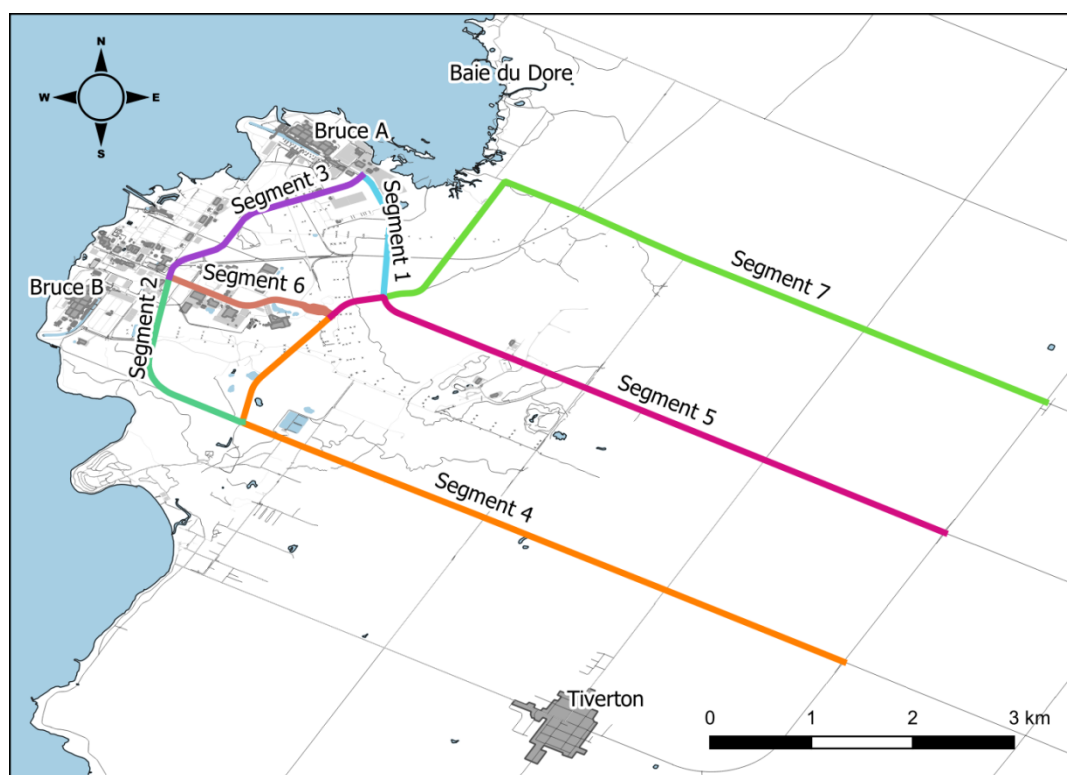 N
W E
S
Baie du Dore
Bruce A
Segment 3
Segment 1
Segment 7
Segment 6
Bruce B
Segment 2
Segment 5
Segment 4
Tiverton
0 1 2 3 km